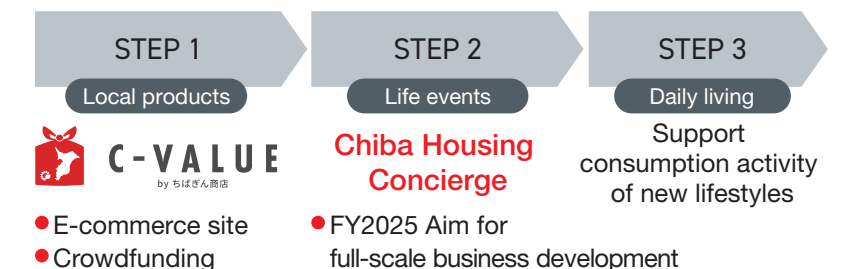 STEP 1
Local products
C-VALUE
by ちばぎん商店
E-commerce site
Crowdfunding
STEP 2
Life events
Chiba Housing
Concierge
FY2025 Aim for
full-scale business development
STEP 3
Daily living
Support
consumption activity
of new lifestyles